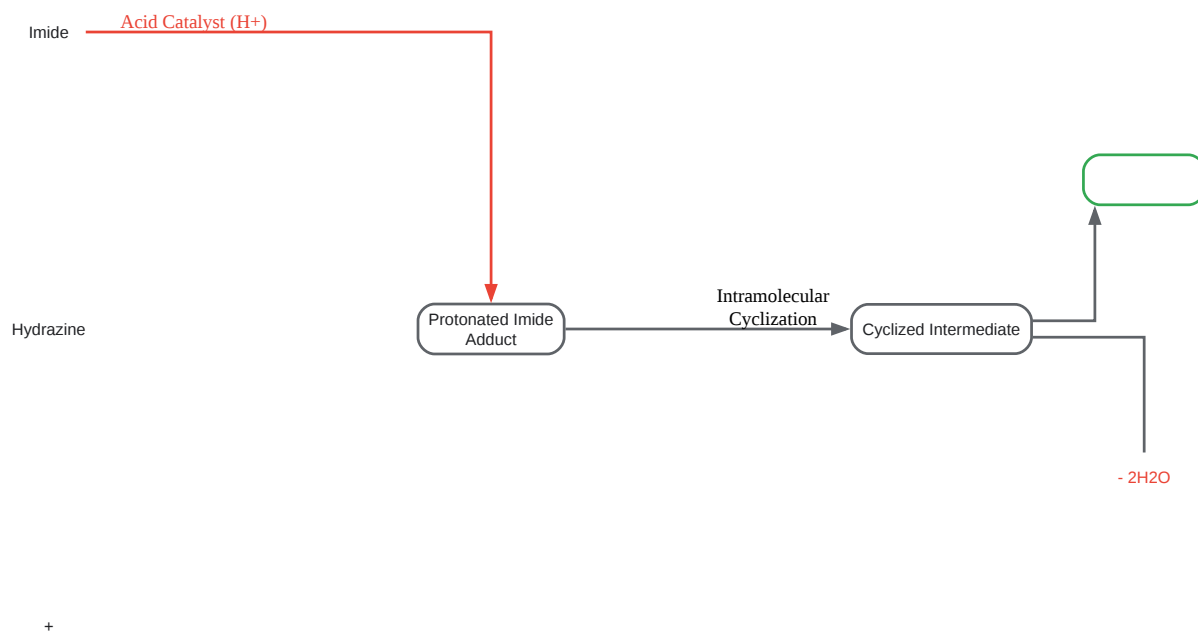 Imide
Acid Catalyst (H+)
Intramolecular
Cyclization
Hydrazine
Protonated Imide
Adduct
Cyclized Intermediate
- 2H2O
+